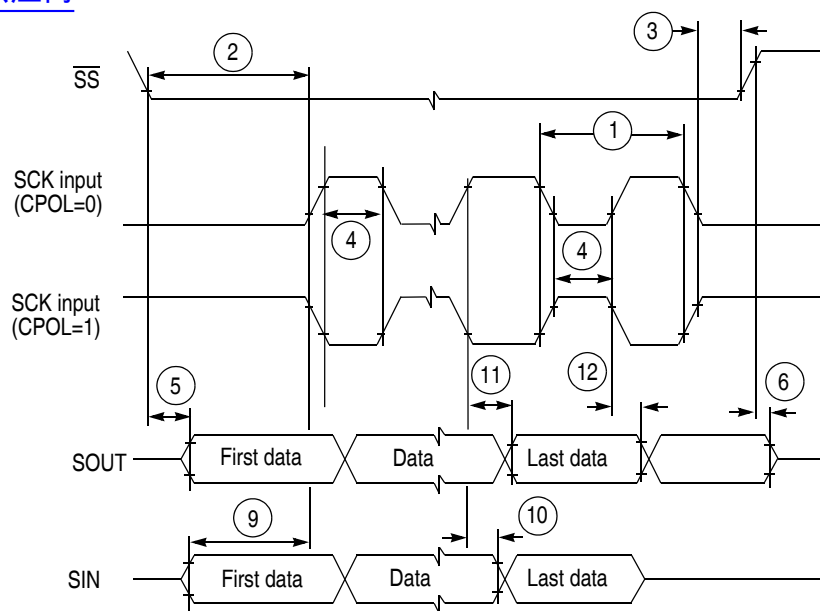 3
2
SS
1
SCK input
(CPOL=0)
4
4
SCK input
(CPOL=1)
5
11
12
6
SOUT
First data
Data
Last data
9
10
SIN
First data
Data
Last data